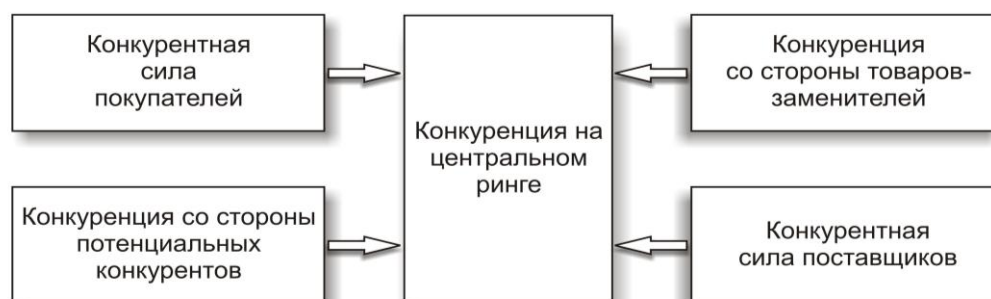 Конкурентная
сила
покупателей
Конкуренция со стороны
потенциальных
конкурентов
Конкуренция на
центральном
ринге
Конкуренция
со стороны товаров-
заменителей
Конкурентная
сила поставщиков